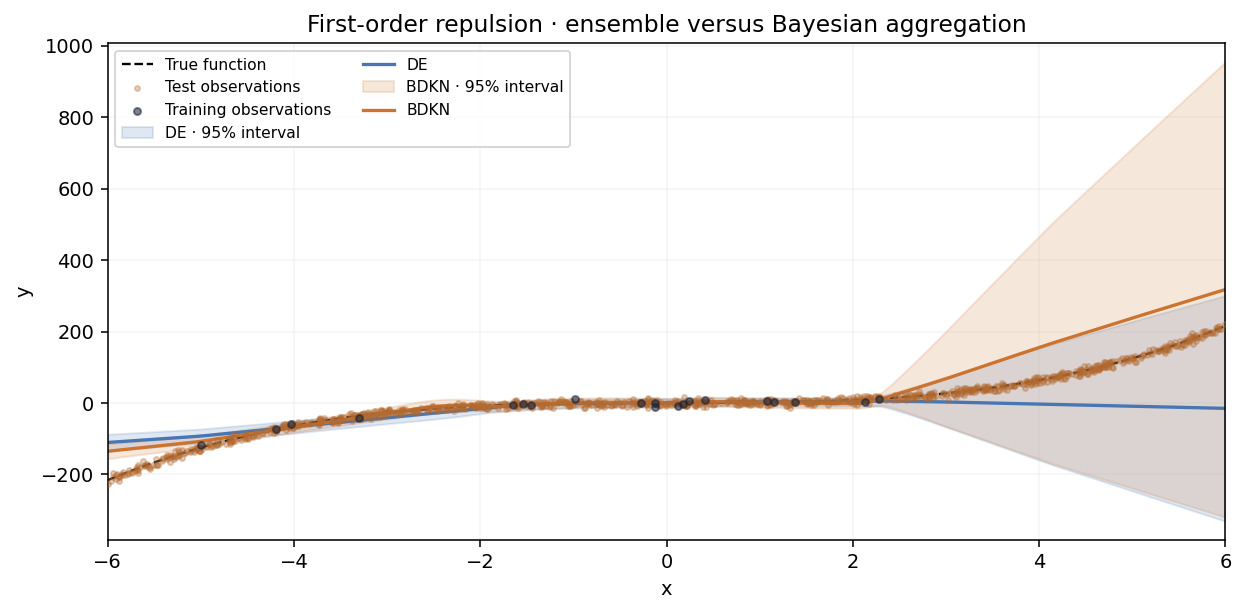 First-order repulsion · ensemble versus Bayesian aggregation
True function
Test observations
Training observations
DE · 95% interval
DE
BDKN · 95% interval
BDKN
y
1000
800
600
400
200
0
−200
−6
−4
−2
0
2
4
6
x